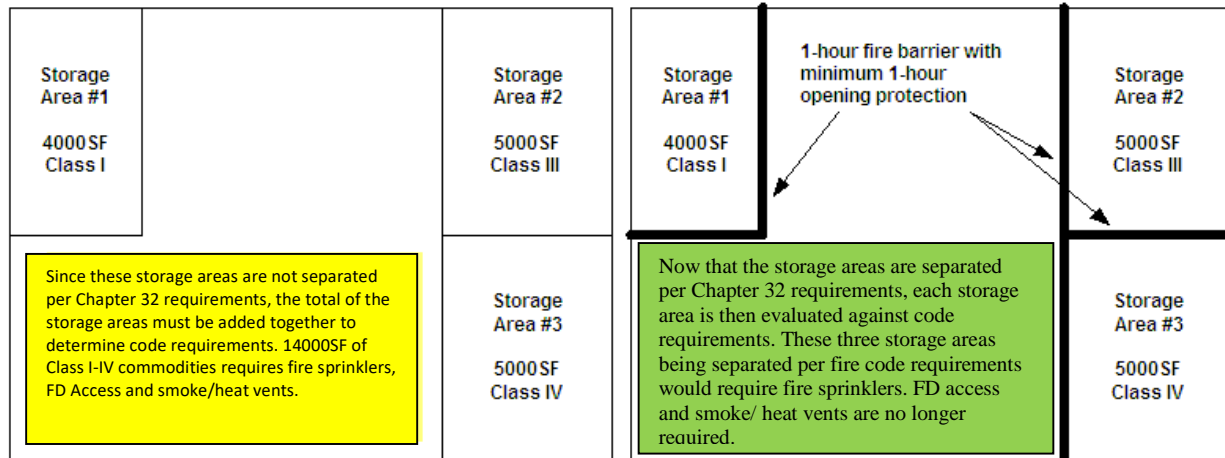 Storage
Area #1
4000SF
Class I
Storage
Area #2
5000SF
Class III
Since these storage areas are not separated
per Chapter 32 requirements, the total of the
storage areas must be added together to
determine code requirements. 14000SF of
Class I-IV commodities requires fire sprinklers,
FD Access and smoke/heat vents.
Storage
Area #3
5000SF
Class IV
Storage
Area #1
4000SF
Class I
1-hour fire barrier with
minimum 1-hour
opening protection
Storage
Area #2
5000SF
Class III
Now that the storage areas are separated
per Chapter 32 requirements, each storage
area is then evaluated against code
requirements. These three storage areas
being separated per fire code requirements
would require fire sprinklers. FD access
and smoke/ heat vents are no longer
required.
Storage
Area #3
5000SF
Class IV